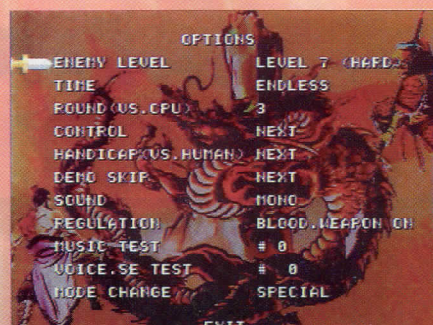 OPTIONS
ENEMY LEVEL LEVEL 7 (HARD)
TIME ENDLESS
ROUND(VS.CPU) 3
CONTROL NEXT
HANDICAP(VS.HUMAN) NEXT
DEMO SKIP NEXT
SOUND MONO
REGULATION BLOOD.WEAPON ON
MUSIC TEST # 0
VOICE.SE TEST # 0
MODE CHANGE SPECIAL
EXIT